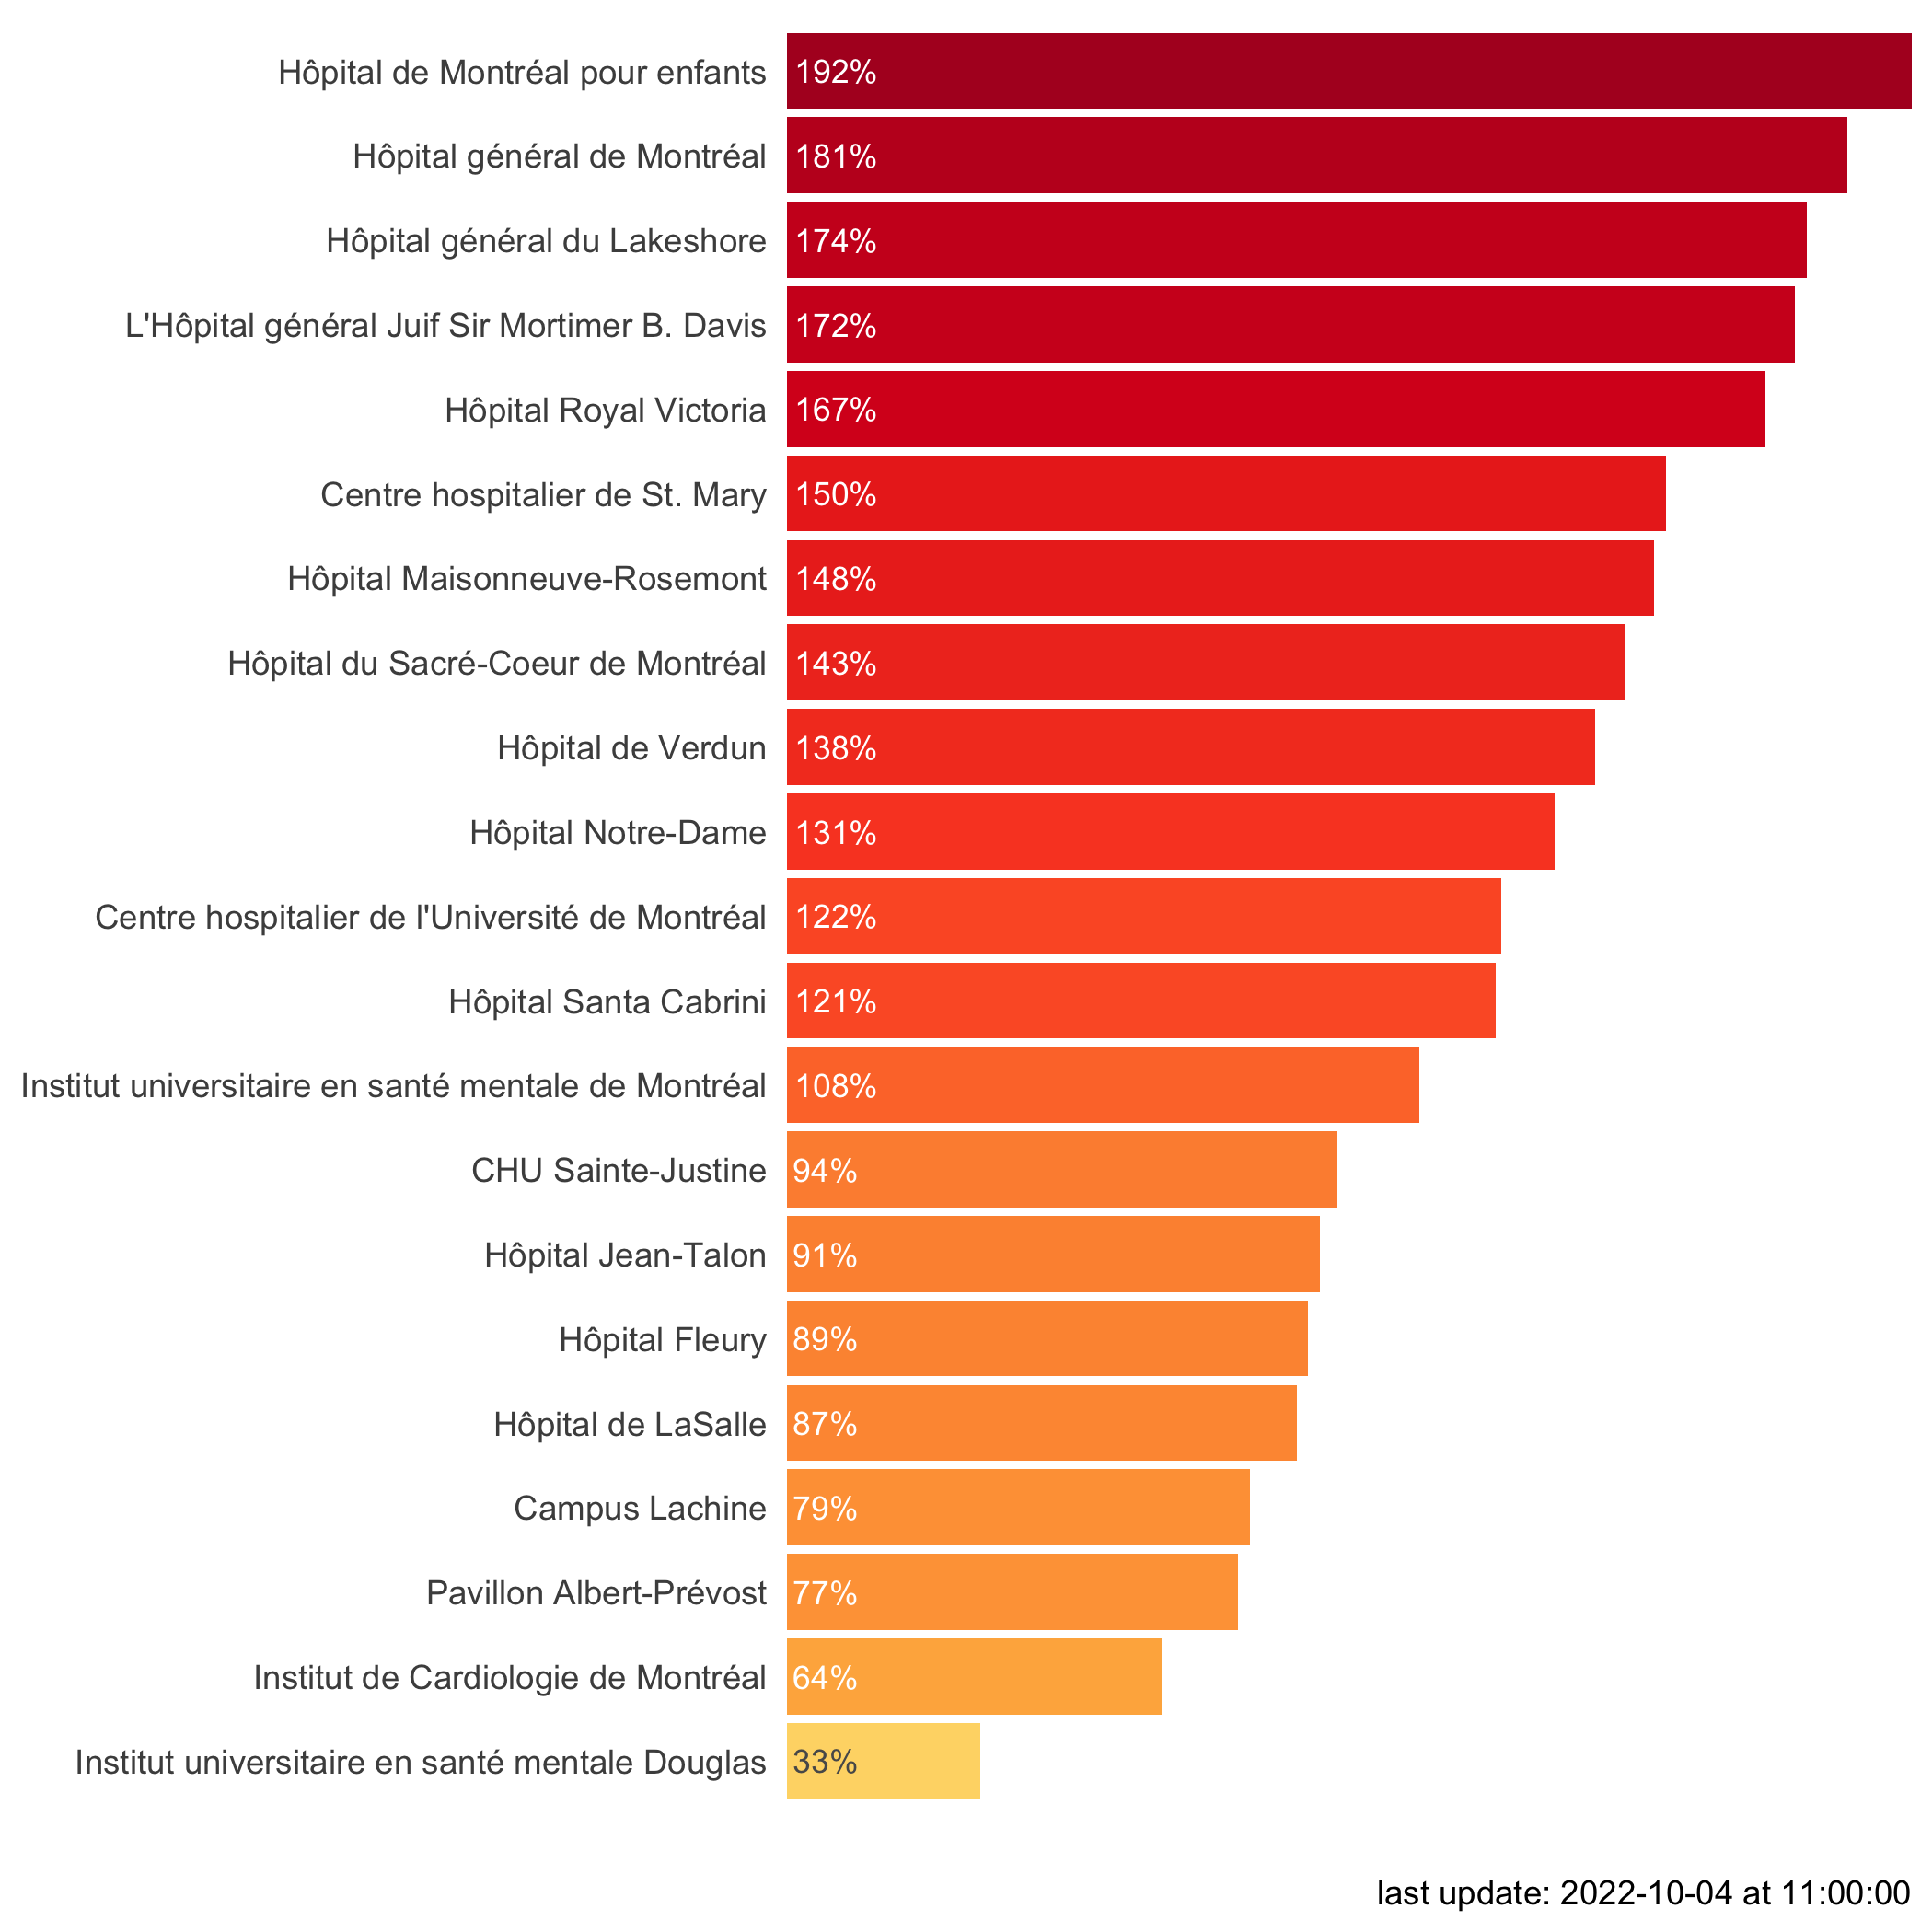 Hôpital de Montréal pour enfants 192%
Hôpital général de Montréal 181%
Hôpital général du Lakeshore 174%
L'Hôpital général Juif Sir Mortimer B. Davis 172%
Hôpital Royal Victoria 167%
Centre hospitalier de St. Mary 150%
Hôpital Maisonneuve-Rosemont 148%
Hôpital du Sacré-Coeur de Montréal 143%
Hôpital de Verdun 138%
Hôpital Notre-Dame 131%
Centre hospitalier de l'Université de Montréal 122%
Hôpital Santa Cabrini 121%
Institut universitaire en santé mentale de Montréal 108%
CHU Sainte-Justine 94%
Hôpital Jean-Talon 91%
Hôpital Fleury 89%
Hôpital de LaSalle 87%
Campus Lachine 79%
Pavillon Albert-Prévost 77%
Institut de Cardiologie de Montréal 64%
Institut universitaire en santé mentale Douglas 33%
last update: 2022-10-04 at 11:00:00